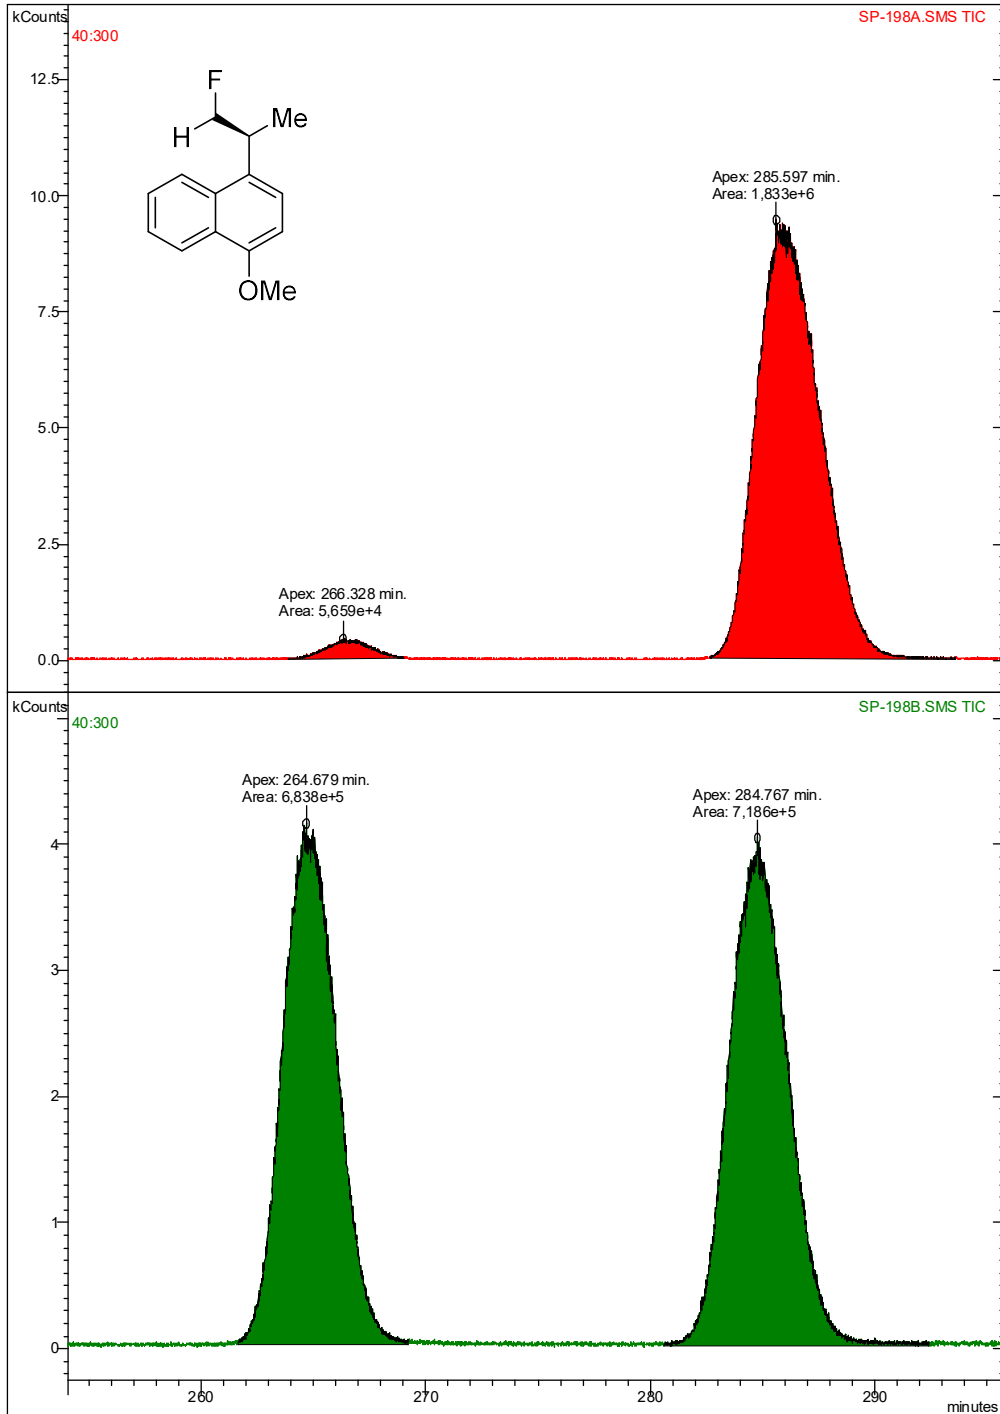 kCounts
SP-198A.SMS TIC
40:300
12.5
10.0
7.5
5.0
2.5
0.0
F
H
Me
OMe
Apex: 285.597 min.
Area: 1,833e+6
Apex: 266.328 min.
Area: 5,659e+4
kCounts
SP-198B.SMS TIC
40:300
4
3
2
1
0
Apex: 264.679 min.
Area: 6,838e+5
Apex: 284.767 min.
Area: 7,186e+5
260
270
280
290
minutes